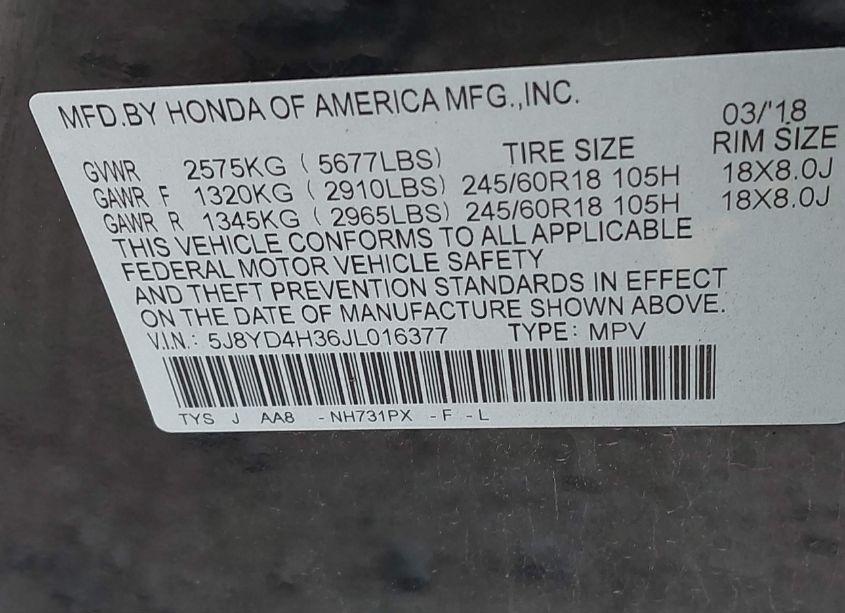 MFD.BY HONDA OF AMERICA MFG.,INC.
03/'18
GVWR 2575KG ( 5677LBS) TIRE SIZE RIM SIZE
GAWR F 1320KG ( 2910LBS) 245/60R18 105H 18X8.0J
GAWR R 1345KG ( 2965LBS) 245/60R18 105H 18X8.0J
THIS VEHICLE CONFORMS TO ALL APPLICABLE
FEDERAL MOTOR VEHICLE SAFETY
AND THEFT PREVENTION STANDARDS IN EFFECT
ON THE DATE OF MANUFACTURE SHOWN ABOVE.
V.I.N.: 5J8YD4H36JL016377 TYPE: MPV
TYS J AA8 - NH731PX - F - L